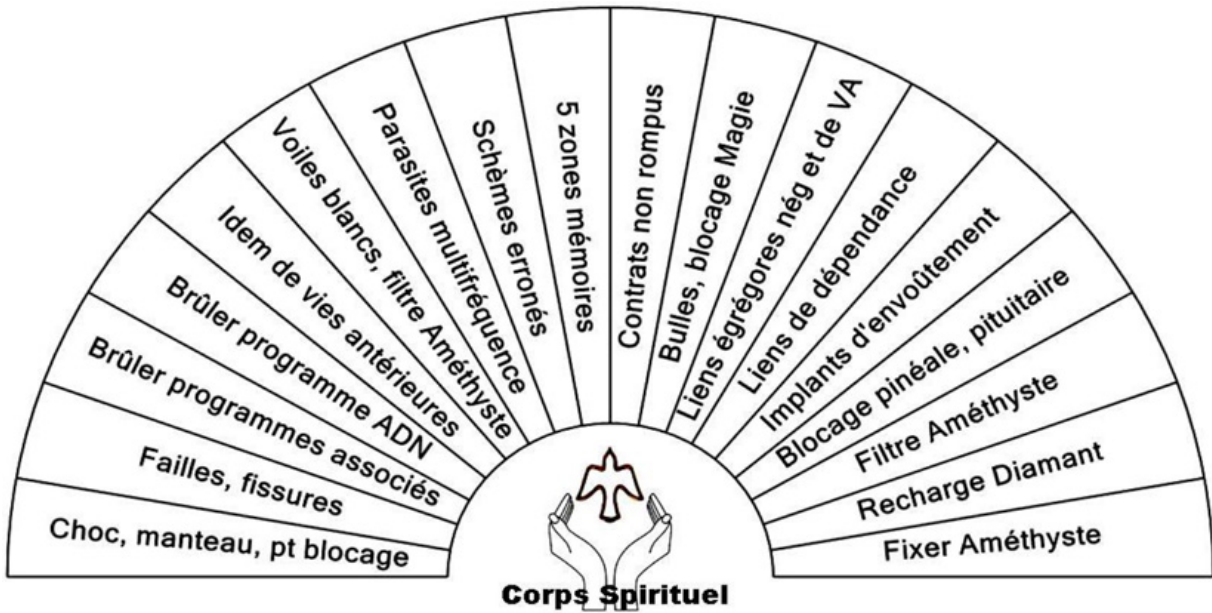 Choc, manteau, pt blocage
Failles, fissures
Brûler programmes associés
Brûler programme ADN
Idem de vies antérieures
Voiles blancs, filtre Améthyste
Parasites multifréquence
Schèmes erronés
5 zones mémoires
Contrats non rompus
Bulles, blocage Magie
Liens égrégores nég et de VA
Liens de dépendance
Implants d'envoûtement
Blocage pinéale, pituitaire
Filtre Améthyste
Recharge Diamant
Fixer Améthyste
Corps Spirituel